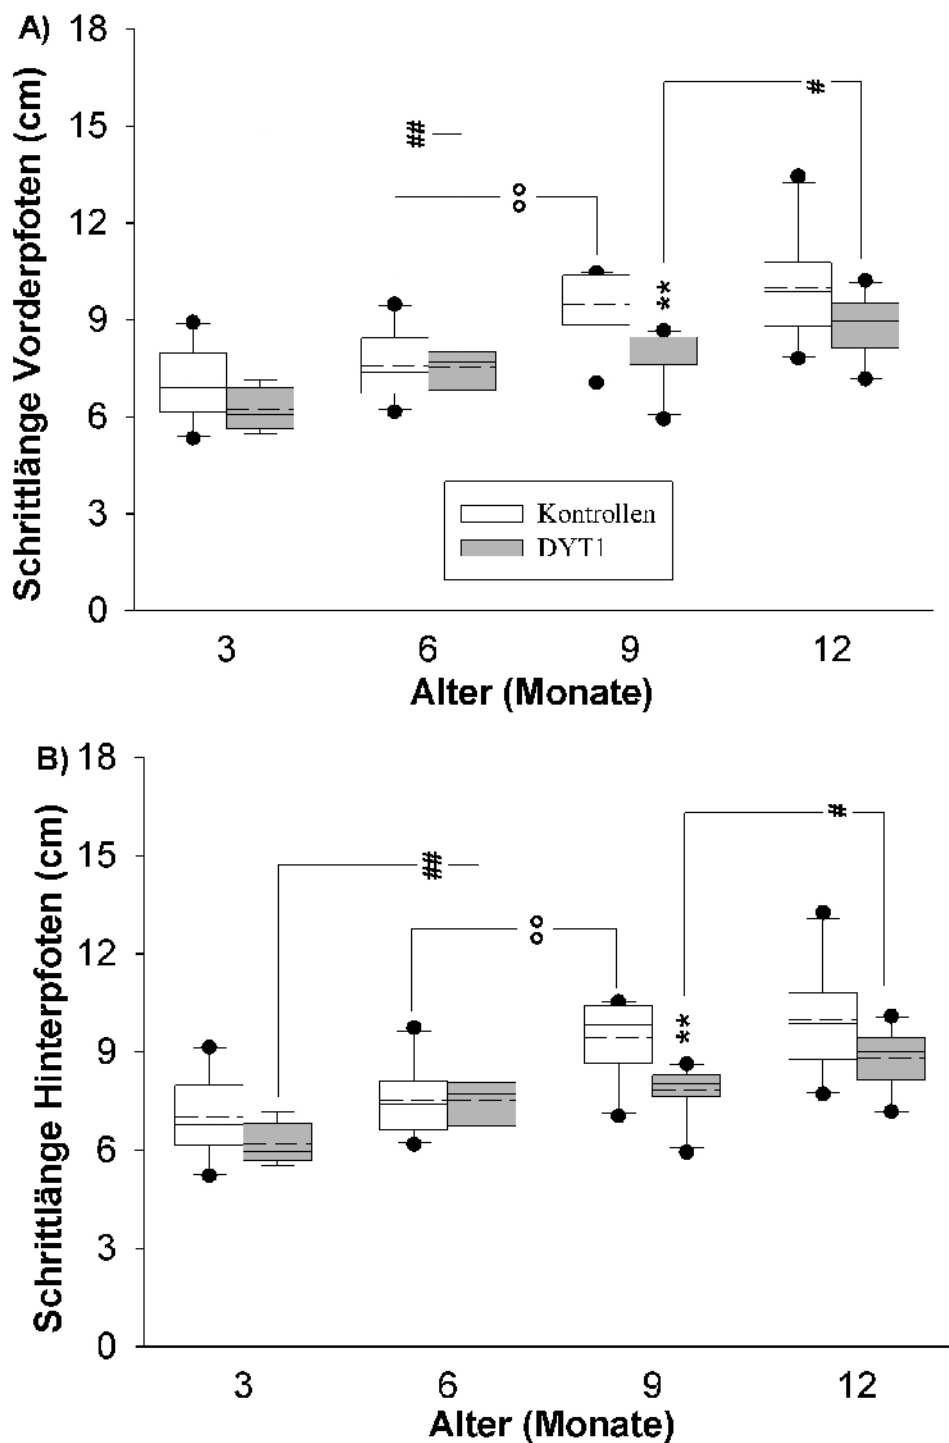 A)
18
15
12
9
6
3
0
Schrittlänge Vorderpfoten (cm)
##
°°
**
#
Kontrollen
DYT1
3 6 9 12
Alter (Monate)
B)
18
15
12
9
6
3
0
Schrittlänge Hinterpfoten (cm)
##
°°
**
#
3 6 9 12
Alter (Monate)